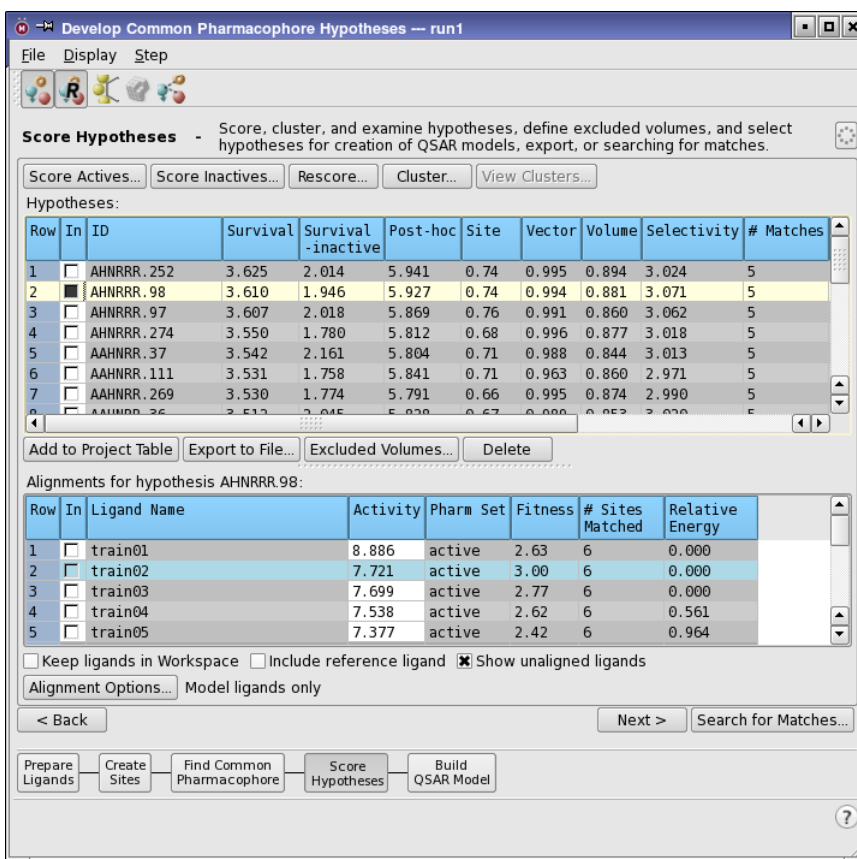 Develop Common Pharmacophore Hypotheses --- run1
File Display Step
Score Hypotheses - Score, cluster, and examine hypotheses, define excluded volumes, and select
hypotheses for creation of QSAR models, export, or searching for matches.
Score Actives... Score Inactives... Rescore... Cluster... View Clusters...
Hypotheses:
Row In ID Survival Survival -inactive Post-hoc Site Vector Volume Selectivity # Matches
1 AHNRRR.252 3.625 2.014 5.941 0.74 0.995 0.894 3.024 5
2 AHNRRR.98 3.610 1.946 5.927 0.74 0.994 0.881 3.071 5
3 AHNRRR.97 3.607 2.018 5.869 0.76 0.991 0.860 3.062 5
4 AHNRRR.274 3.550 1.780 5.812 0.68 0.996 0.877 3.018 5
5 AAHNRR.37 3.542 2.161 5.804 0.71 0.988 0.844 3.013 5
6 AAHNRR.111 3.531 1.758 5.841 0.71 0.963 0.860 2.971 5
7 AAHNRR.269 3.530 1.774 5.791 0.66 0.995 0.874 2.990 5
Add to Project Table Export to File... Excluded Volumes... Delete
Alignments for hypothesis AHNRRR.98:
Row In Ligand Name Activity Pharm Set Fitness # Sites Matched Relative Energy
1 train01 8.886 active 2.63 6 0.000
2 train02 7.721 active 3.00 6 0.000
3 train03 7.699 active 2.77 6 0.000
4 train04 7.538 active 2.62 6 0.561
5 train05 7.377 active 2.42 6 0.964
Keep ligands in Workspace Include reference ligand Show unaligned ligands
Alignment Options... Model ligands only
< Back Next > Search for Matches...
Prepare Ligands Create Sites Find Common Pharmacophore Score Hypotheses Build QSAR Model
?